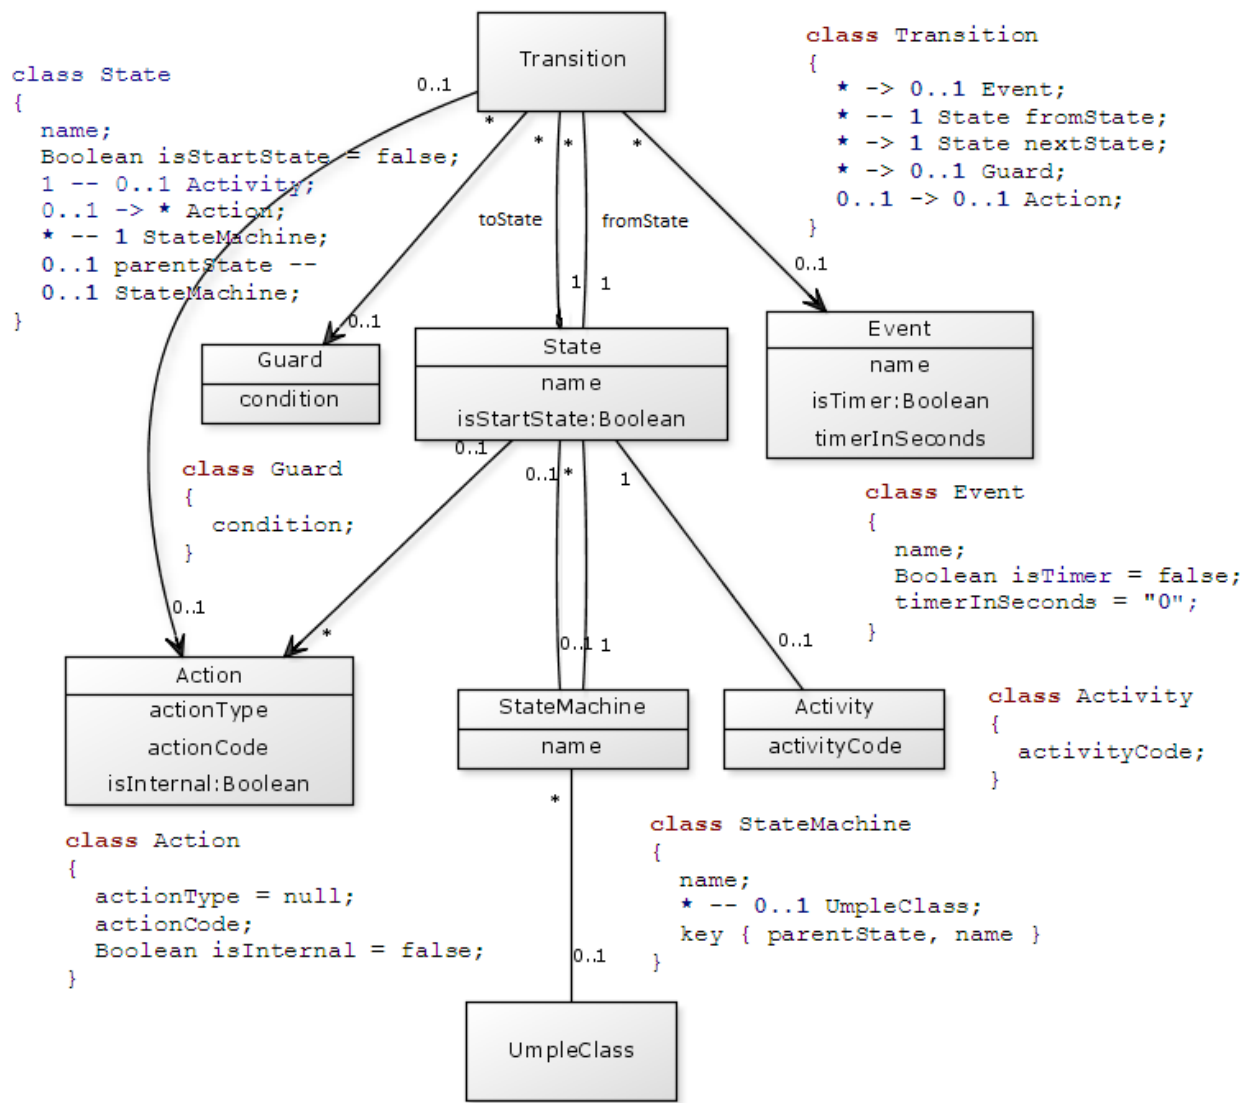 Transition
class State
{
name;
Boolean isStartState = false;
1 -- 0..1 Activity;
0..1 -> * Action;
* -- 1 StateMachine;
0..1 parentState --
0..1 StateMachine;
}
class Transition
{
* -> 0..1 Event;
* -- 1 State fromState;
* -> 1 State nextState;
* -> 0..1 Guard;
0..1 -> 0..1 Action;
}
0..1
*
*
*
*
toState
fromState
0..1
1
1
0..1
Guard
condition
State
name
isStartState:Boolean
Event
name
isTimer:Boolean
timerInSeconds
0..1
0..1
*
1
class Guard
{
condition;
}
class Event
{
name;
Boolean isTimer = false;
timerInSeconds = "0";
}
0..1
*
0..1
1
0..1
Action
actionType
actionCode
isInternal:Boolean
StateMachine
name
Activity
activityCode
class Activity
{
activityCode;
}
*
class Action
{
actionType = null;
actionCode;
Boolean isInternal = false;
}
class StateMachine
{
name;
* -- 0..1 UmpleClass;
key { parentState, name }
}
0..1
UmpleClass